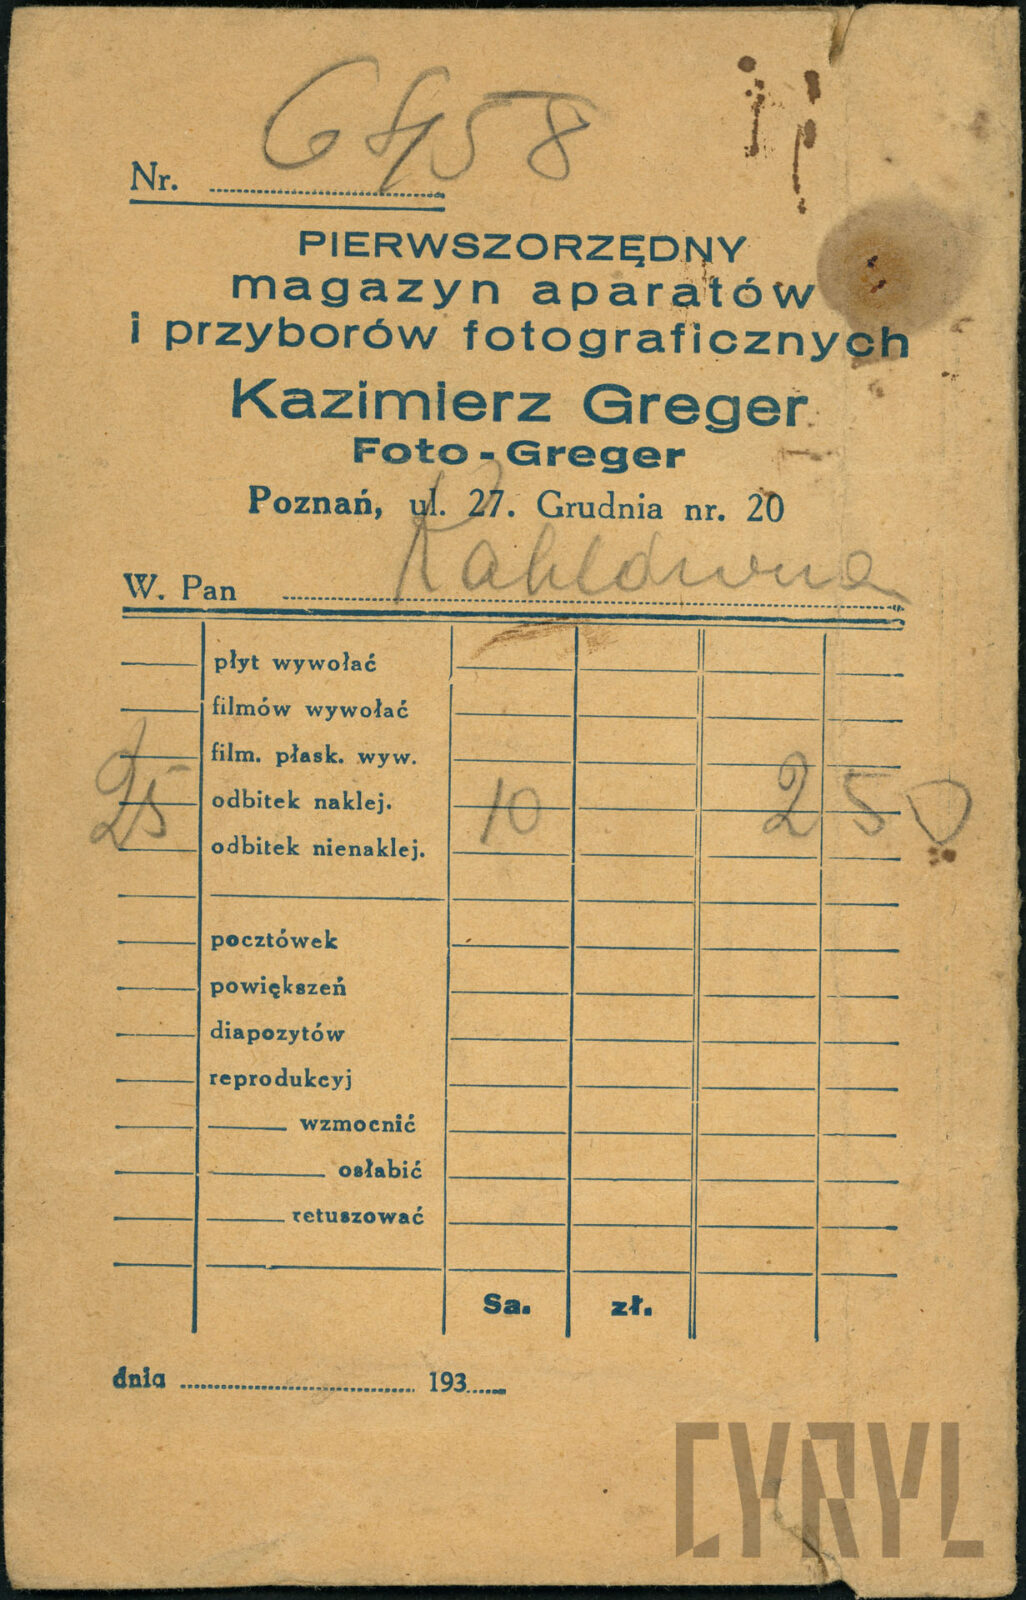 Nr. 6458
PIERWSZORZĘDNY
magazyn aparatów
i przyborów fotograficznych
Kazimierz Greger
Foto-Greger
Poznań, ul. 27. Grudnia nr. 20
W. Pan
płyt wywołać
filmów wywołać
film. płask. wyw.
25 odbitek naklej. 10 2 50
odbitek nienaklej.
pocztówek
powiększeń
diapozytów
reprodukcyj
wzmocnić
osłabić
retuszować
Sa. zł.
dnia 193
CYRYL